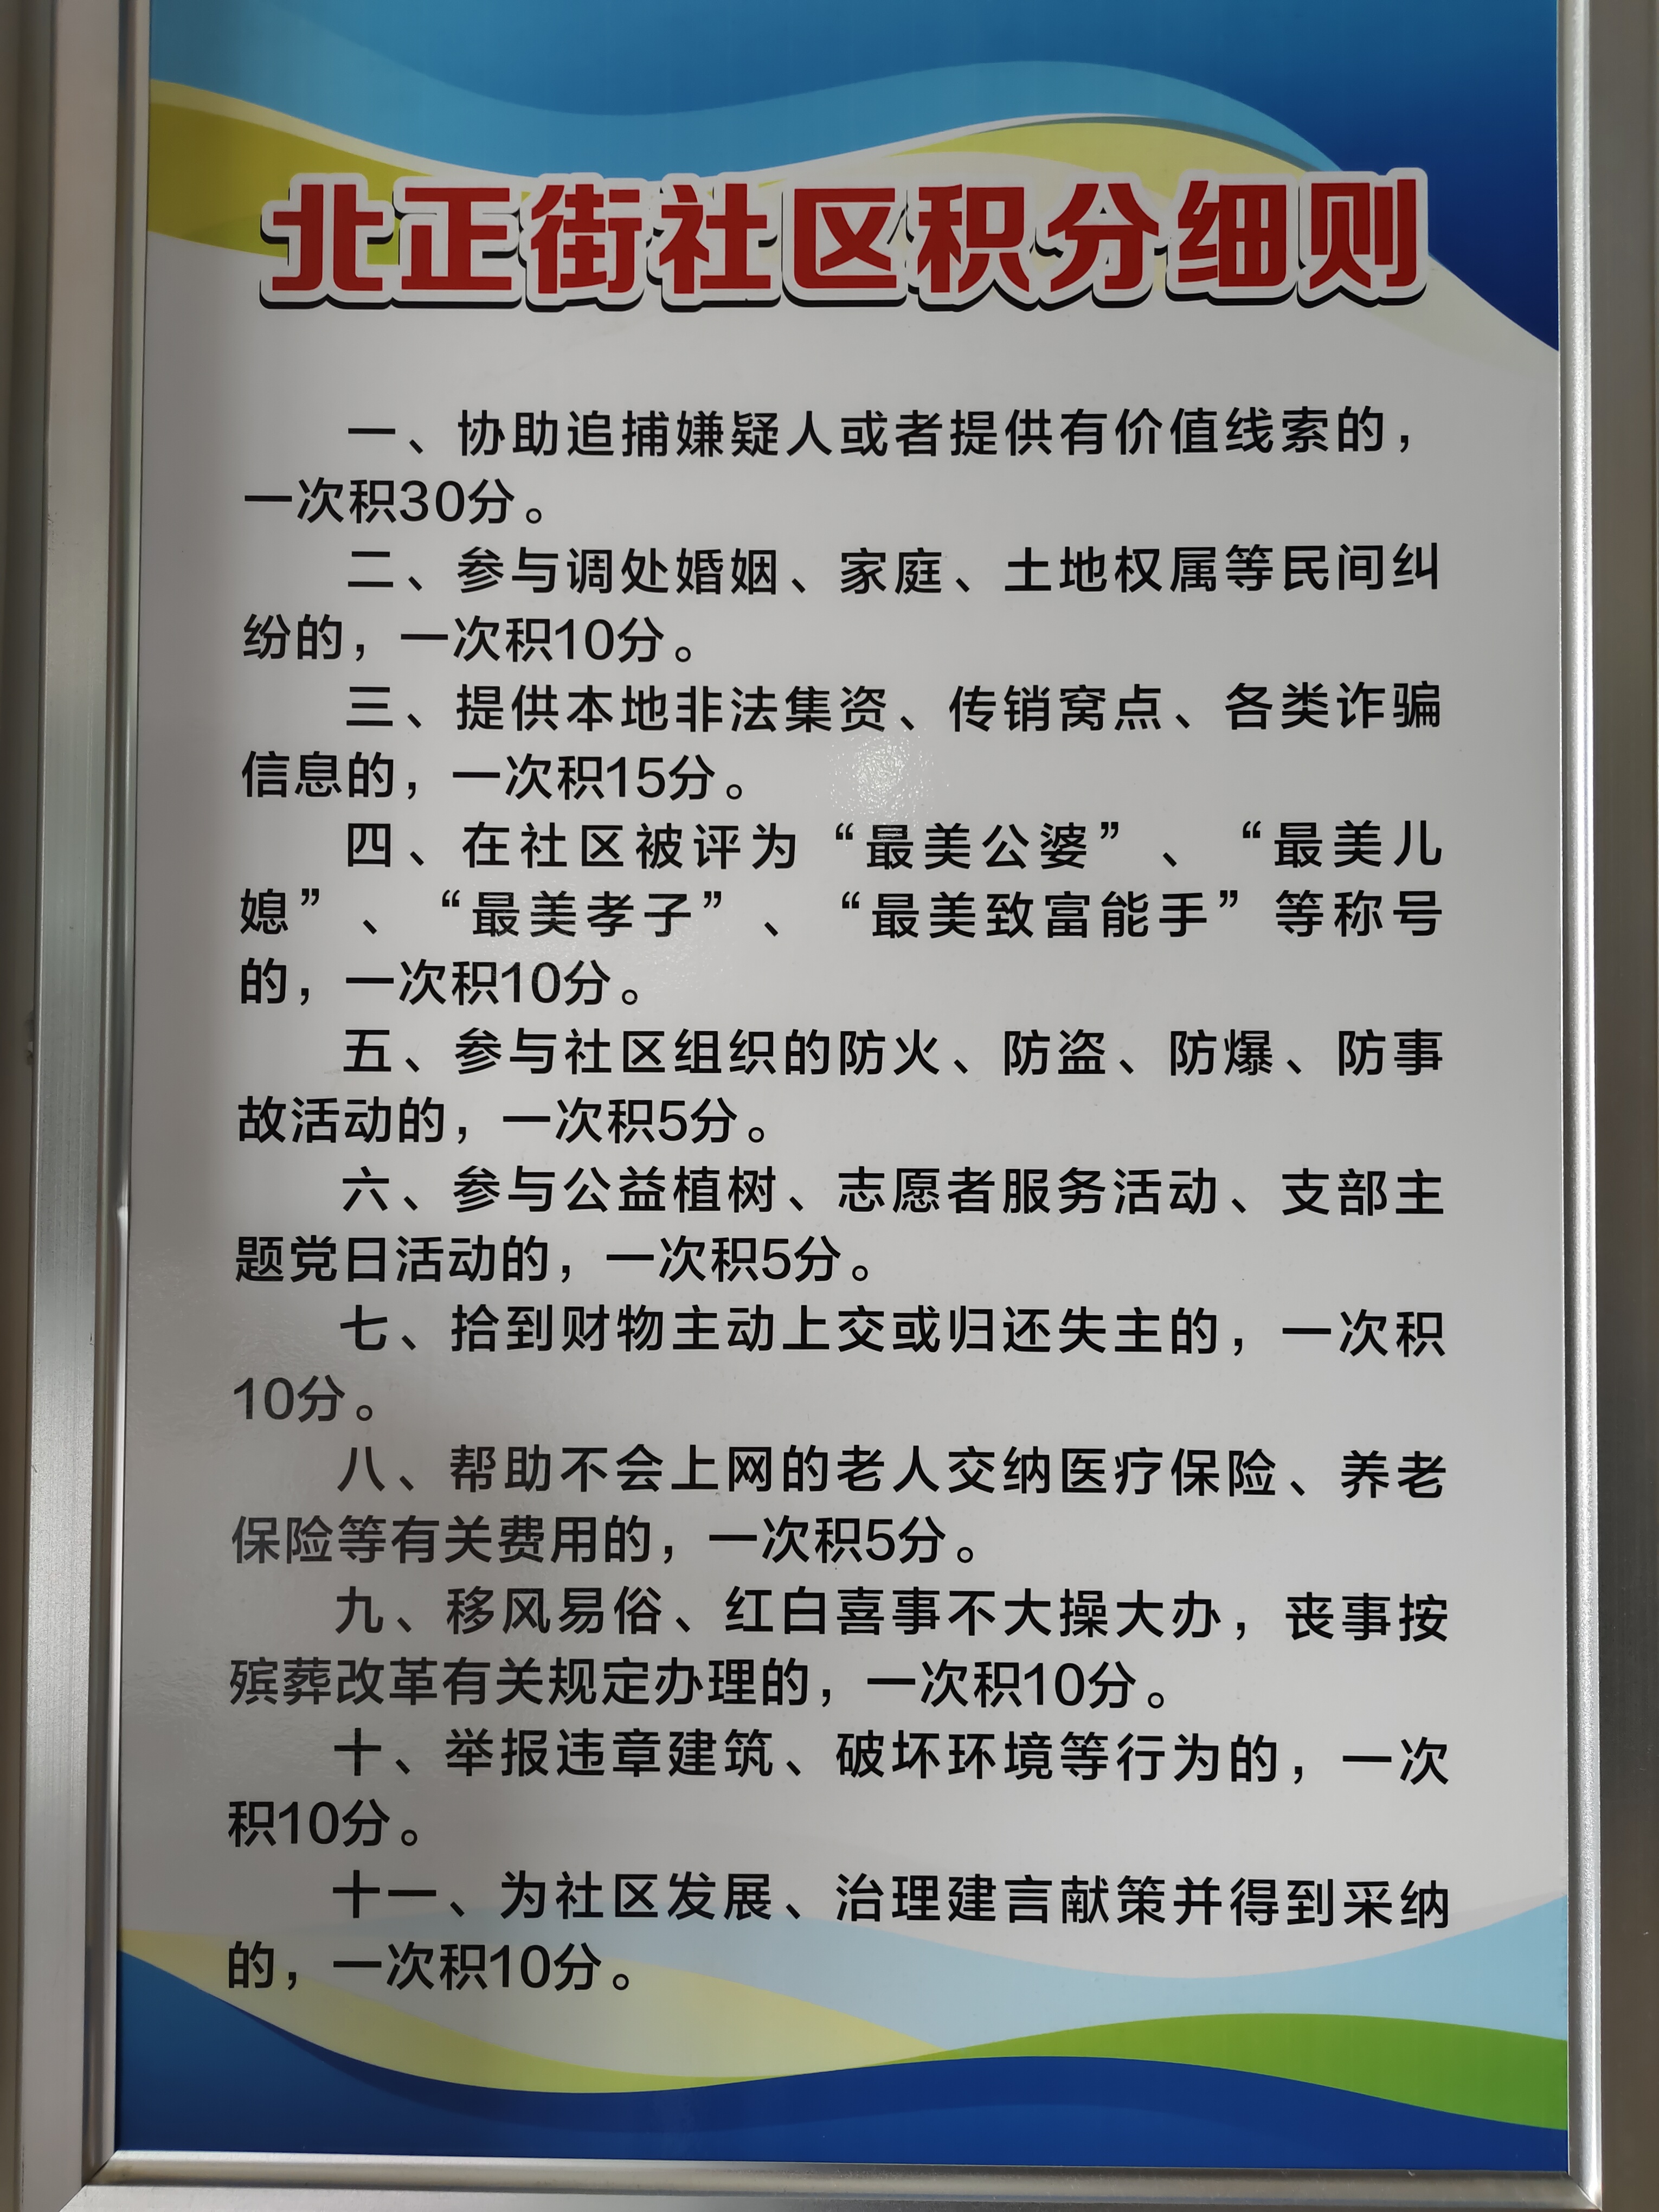 北正街社区积分细则
一、协助追捕嫌疑人或者提供有价值线索的，
一次积30分。
二、参与调处婚姻、家庭、土地权属等民间纠
纷的，一次积10分。
三、提供本地非法集资、传销窝点、各类诈骗
信息的，一次积15分。
四、在社区被评为“最美公婆”、“最美儿
媳”、“最美孝子”、“最美致富能手”等称号
的，一次积10分。
五、参与社区组织的防火、防盗、防爆、防事
故活动的，一次积5分。
六、参与公益植树、志愿者服务活动、支部主
题党日活动的，一次积5分。
七、拾到财物主动上交或归还失主的，一次积
10分。
八、帮助不会上网的老人交纳医疗保险、养老
保险等有关费用的，一次积5分。
九、移风易俗、红白喜事不大操大办，丧事按
殡葬改革有关规定办理的，一次积10分。
十、举报违章建筑、破坏环境等行为的，一次
积10分。
十一、为社区发展、治理建言献策并得到采纳
的，一次积10分。